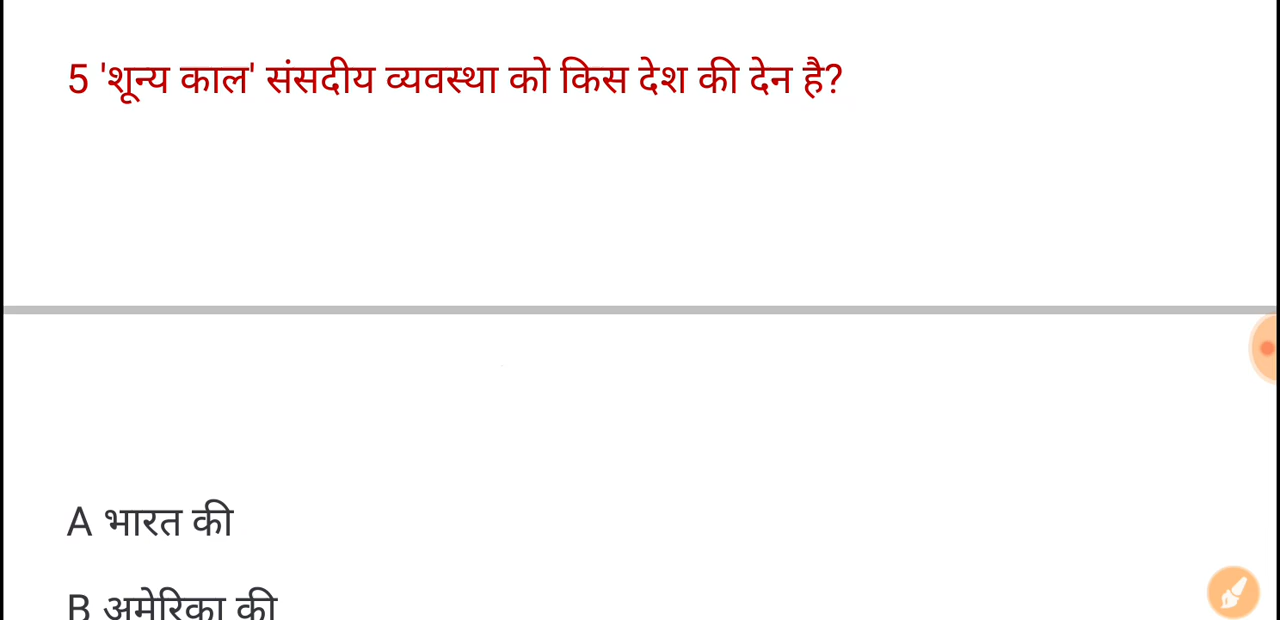 5 'शून्य काल' संसदीय व्यवस्था को किस देश की देन है?
A भारत की
B अमेरिका की